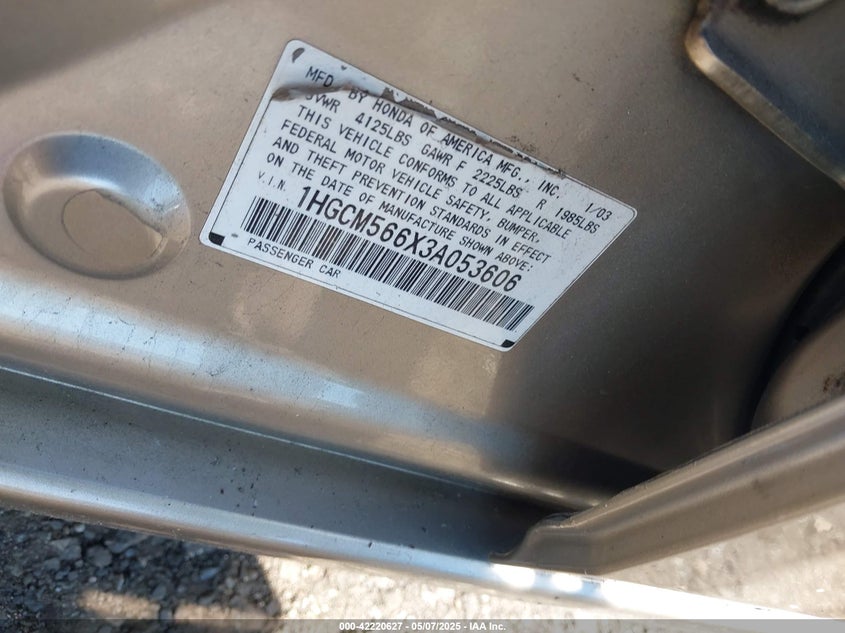 MFD. BY HONDA OF AMERICA MFG., INC. 1/03
GVWR 4125LBS GAWR F 2225LBS R 1985LBS
THIS VEHICLE CONFORMS TO ALL APPLICABLE
FEDERAL MOTOR VEHICLE SAFETY, BUMPER,
AND THEFT PREVENTION STANDARDS IN EFFECT
ON THE DATE OF MANUFACTURE SHOWN ABOVE:
V.I.N. 1HGCM566X3A053606
PASSENGER CAR
000-42220627 - 05/07/2025 - IAA Inc.